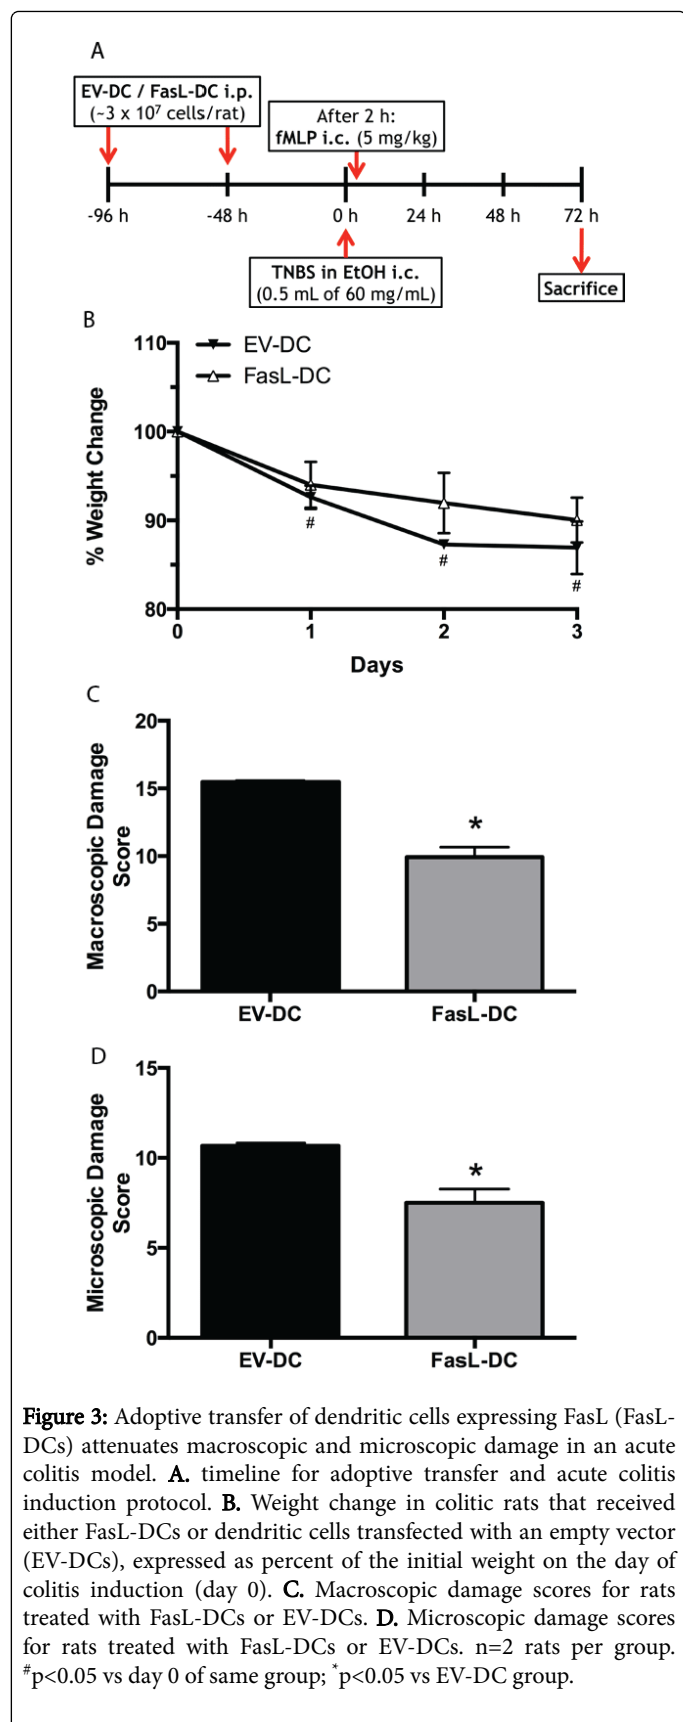 A
EV-DC / FasL-DC i.p.
(~3 x 10⁷ cells/rat)
After 2 h:
fMLP i.c. (5 mg/kg)
-96 h
-48 h
0 h
24 h
48 h
72 h
TNBS in EtOH i.c.
(0.5 mL of 60 mg/mL)
Sacrifice
B
EV-DC
FasL-DC
% Weight Change
110
100
90
80
#
#
#
0
1
2
3
Days
C
Macroscopic Damage
Score
20
15
10
5
0
*
EV-DC
FasL-DC
D
Microscopic Damage
Score
15
10
5
0
*
EV-DC
FasL-DC
Figure 3: Adoptive transfer of dendritic cells expressing FasL (FasL-
DCs) attenuates macroscopic and microscopic damage in an acute
colitis model. A. timeline for adoptive transfer and acute colitis
induction protocol. B. Weight change in colitic rats that received
either FasL-DCs or dendritic cells transfected with an empty vector
(EV-DCs), expressed as percent of the initial weight on the day of
colitis induction (day 0). C. Macroscopic damage scores for rats
treated with FasL-DCs or EV-DCs. D. Microscopic damage scores
for rats treated with FasL-DCs or EV-DCs. n=2 rats per group.
#p<0.05 vs day 0 of same group; *p<0.05 vs EV-DC group.